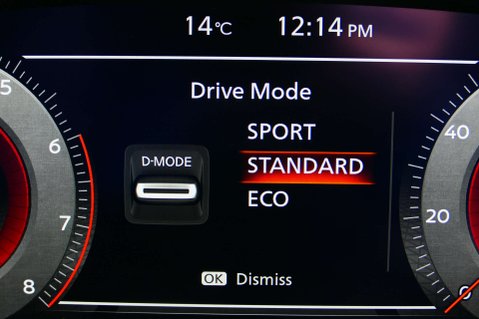 14°C 12:14 PM
Drive Mode
SPORT
D-MODE
STANDARD
ECO
OK Dismiss
5
6
7
8
40
20
0